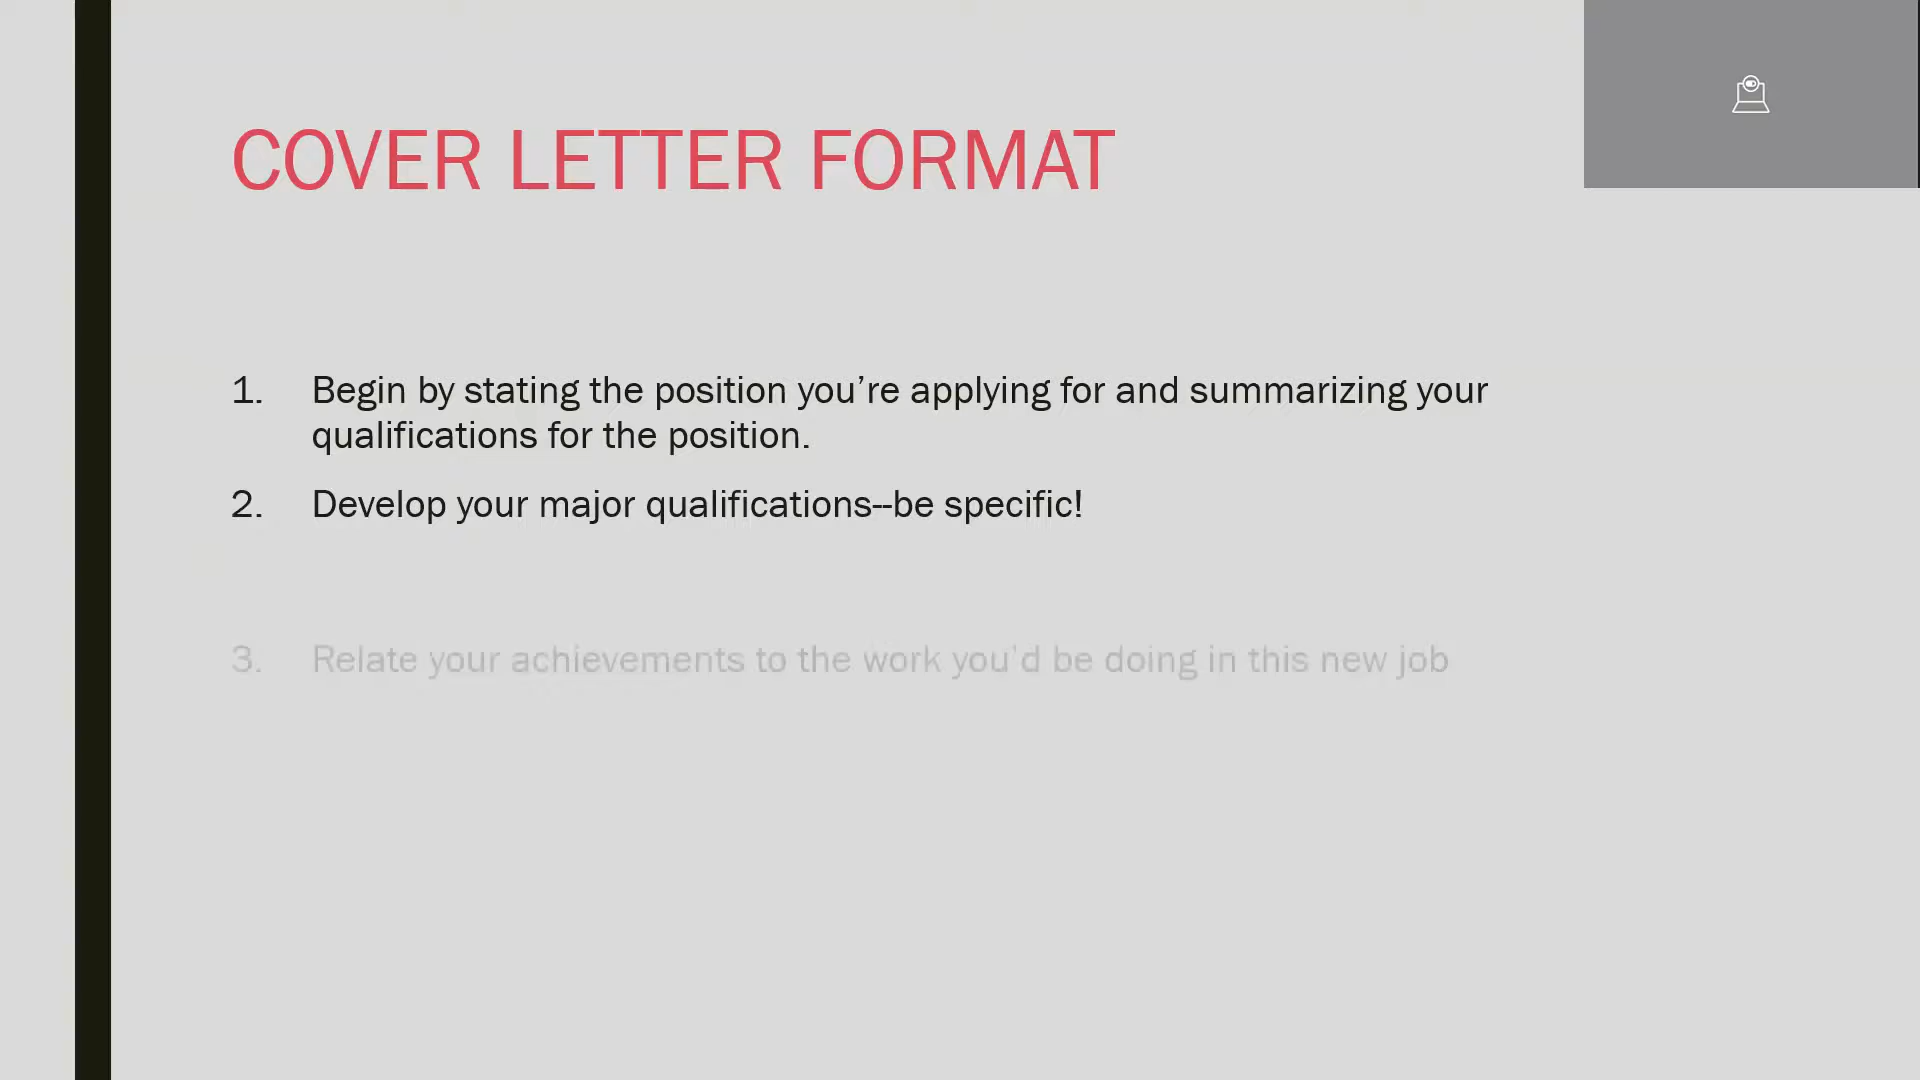 COVER LETTER FORMAT
1. Begin by stating the position you’re applying for and summarizing your
qualifications for the position.
2. Develop your major qualifications--be specific!
3. Relate your achievements to the work you'd be doing in this new job